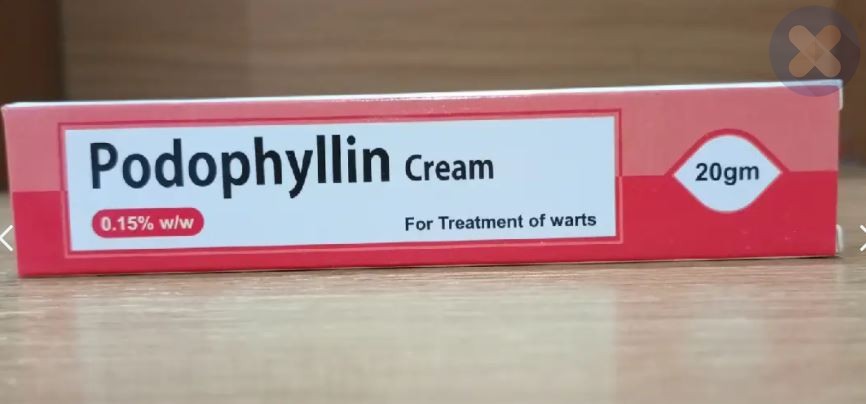 Podophyllin Cream
0.15% w/w
For Treatment of warts
20gm